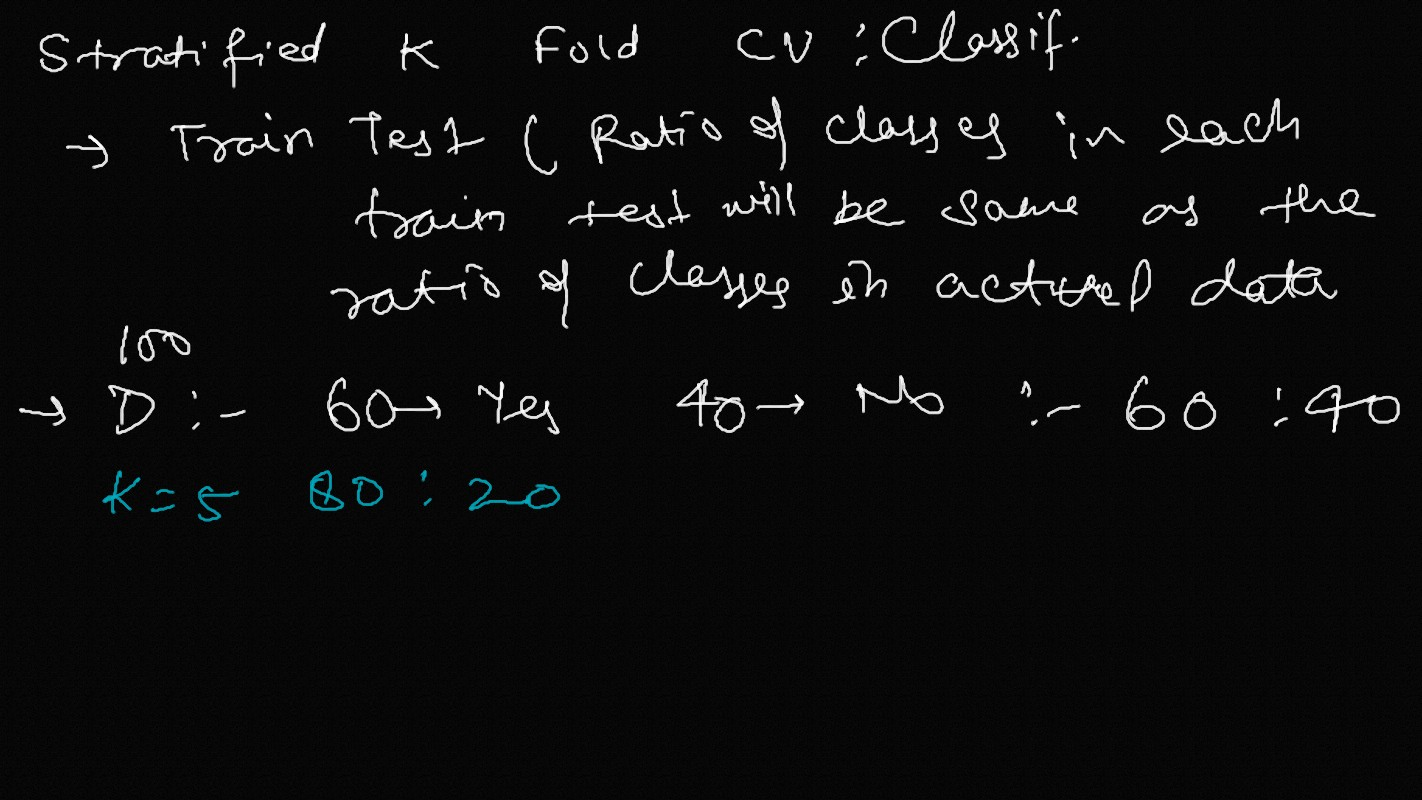 Stratified K Fold CV : Classif.
→ Train Test ( Ratio of classes in each
train test will be same as the
ratio of classes in actual data
100
→ D :- 60 → Yes 40 → No :- 60 : 40
K = 5 80 : 20